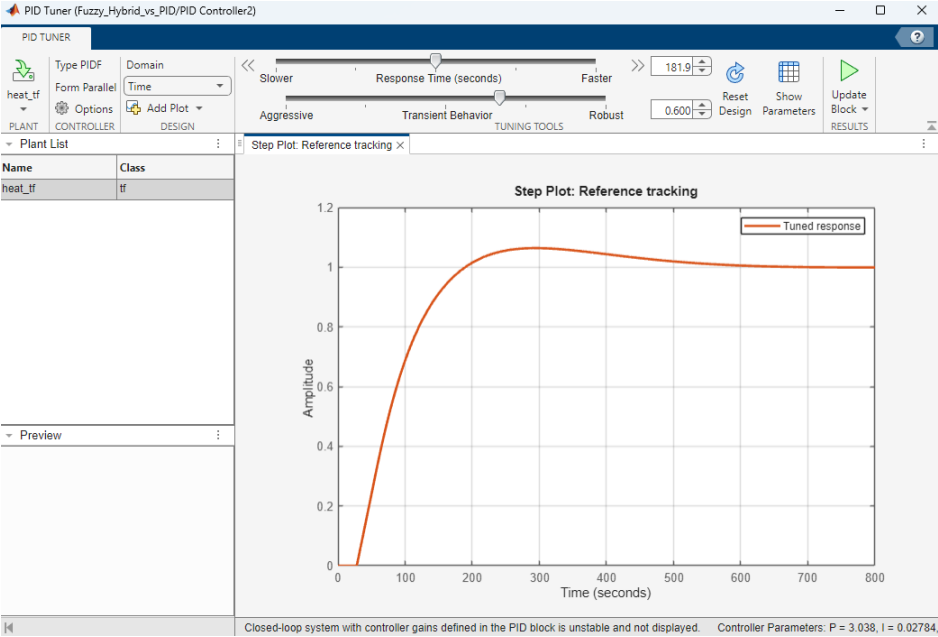 PID Tuner (Fuzzy_Hybrid_vs_PID/PID Controller2)
PID TUNER
?
heat_tf
PLANT
Type PIDF
Form Parallel
Options
CONTROLLER
Domain
Time
Add Plot
DESIGN
Slower Response Time (seconds) Faster
181.9
Aggressive Transient Behavior Robust
0.600
TUNING TOOLS
Reset
Design
Show
Parameters
Update
Block
RESULTS
Plant List
Name Class
heat_tf tf
Preview
Step Plot: Reference tracking
Step Plot: Reference tracking
Tuned response
1.2
1
0.8
0.6
0.4
0.2
0
Amplitude
0 100 200 300 400 500 600 700 800
Time (seconds)
Closed-loop system with controller gains defined in the PID block is unstable and not displayed. Controller Parameters: P = 3.038, I = 0.02784,